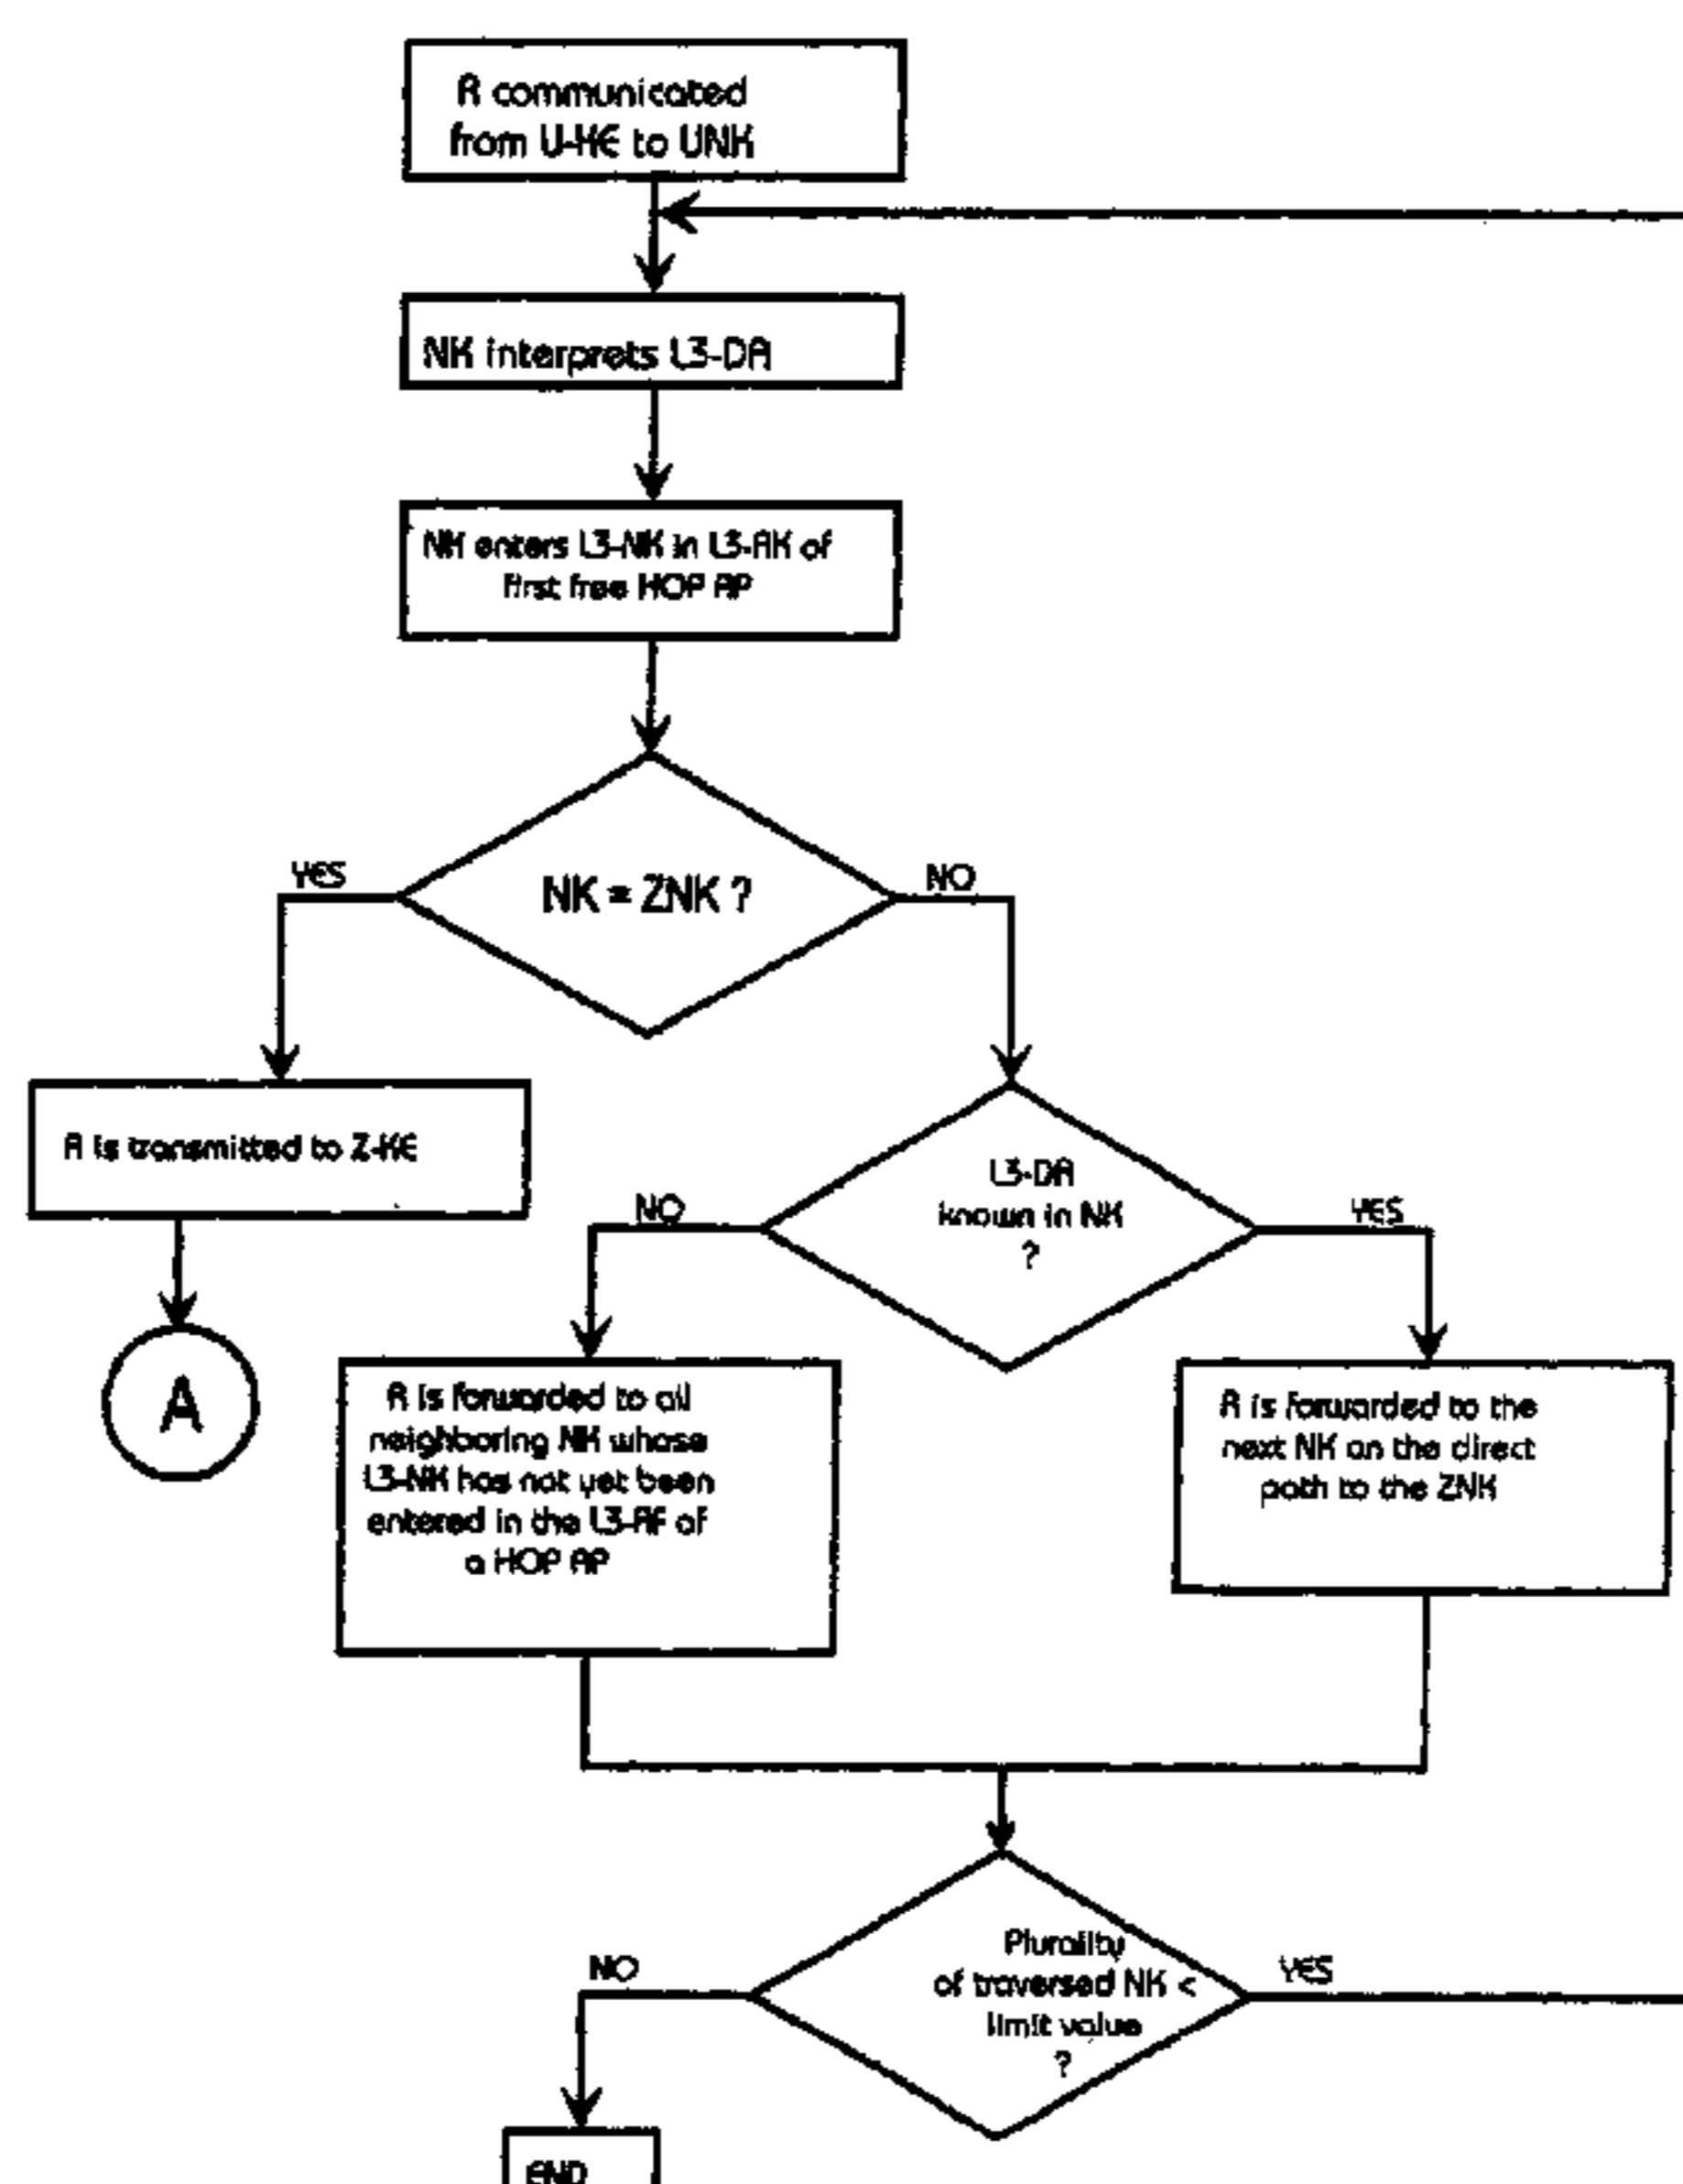 R communicated
from U-KE to UNK
NK interprets L3-DA
NK enters L3-NK in L3-AK of
first free HOP AP
YES
NK = ZNK ?
NO
R is transmitted to Z-KE
L3-DA
known in NK
?
NO
YES
A
R is forwarded to all
neighboring NK whose
L3-NK has not yet been
entered in the L3-AF of
a HOP AP
R is forwarded to the
next NK on the direct
path to the ZNK
Plurality
of traversed NK <
limit value
?
NO
YES
END